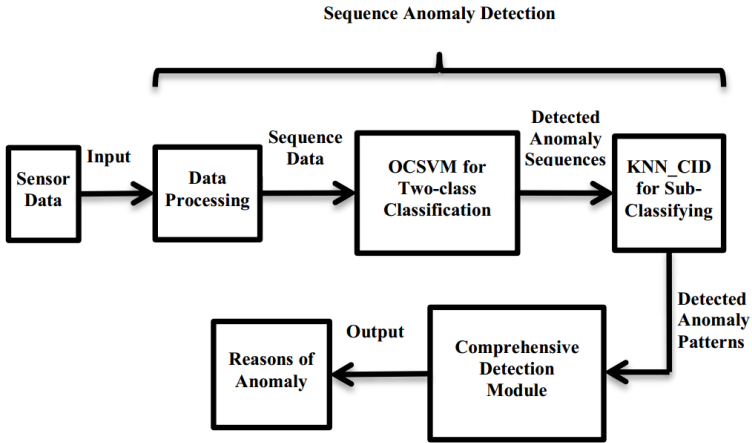 Sequence Anomaly Detection
Sensor
Data
Input
Data
Processing
Sequence
Data
OCSVM for
Two-class
Classification
Detected
Anomaly
Sequences
KNN_CID
for Sub-
Classifying
Detected
Anomaly
Patterns
Comprehensive
Detection
Module
Output
Reasons of
Anomaly